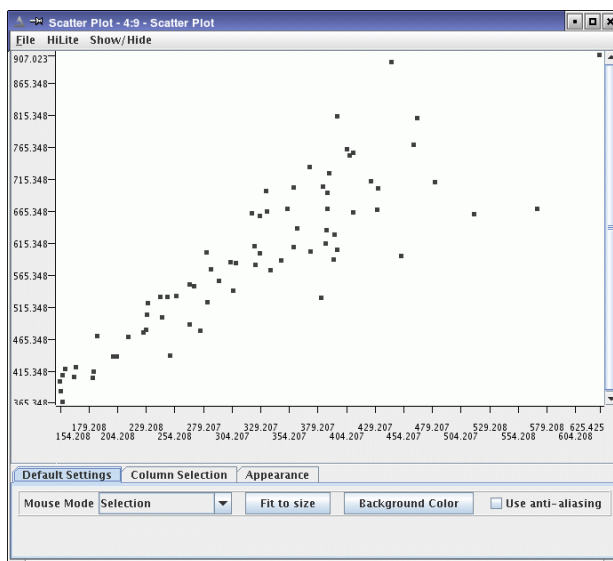 Scatter Plot - 4:9 - Scatter Plot
File HiLite Show/Hide
907.023
865.348
815.348
765.348
715.348
665.348
615.348
565.348
515.348
465.348
415.348
365.348
179.208 229.208 279.207 329.207 379.207 429.207 479.207 529.208 579.208 625.425
154.208 204.208 254.208 304.207 354.207 404.207 454.207 504.207 554.208 604.208
Default Settings Column Selection Appearance
Mouse Mode Selection Fit to size Background Color Use anti-aliasing